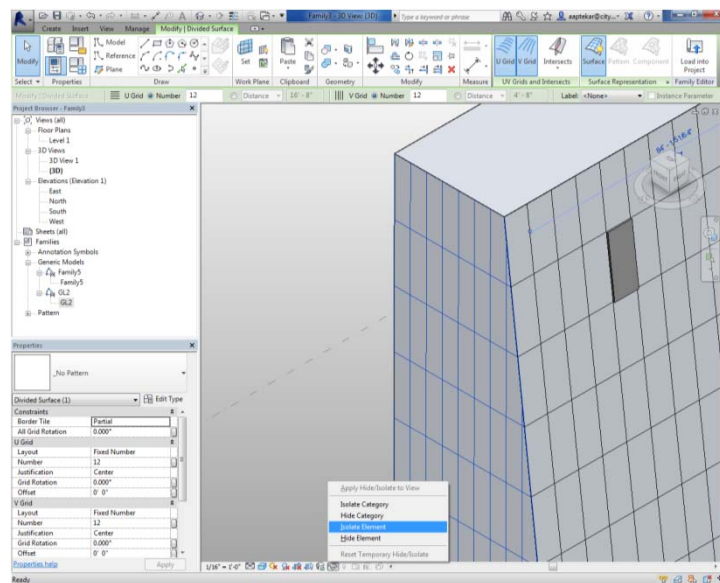 Family3 - 3D View: {3D}
Type a keyword or phrase
aaptekar@city...
Create Insert View Manage Modify | Divided Surface
Modify
Model
Reference
Plane
Set
Paste
U Grid V Grid Intersects
Surface Pattern Component
Load into
Project
Select Properties Draw Work Plane Clipboard Geometry Modify Measure UV Grids and Intersects Surface Representation Family Editor
Modify | Divided Surface U Grid Number 12 Distance 16' - 8" V Grid Number 12 Distance 4' - 8" Label: <None> Instance Parameter
Project Browser - Family3
Views (all)
Floor Plans
Level 1
3D Views
3D View 1
{3D}
Elevations (Elevation 1)
East
North
South
West
Sheets (all)
Families
Annotation Symbols
Generic Models
Family5
Family5
GL2
GL2
Pattern
Properties
_No Pattern
Divided Surface (1) Edit Type
Constraints
Border Tile Partial
All Grid Rotation 0.000°
U Grid
Layout Fixed Number
Number 12
Justification Center
Grid Rotation 0.000°
Offset 0' 0"
V Grid
Layout Fixed Number
Number 12
Justification Center
Grid Rotation 0.000°
Offset 0' 0"
Properties help Apply
Apply Hide/Isolate to View
Isolate Category
Hide Category
Isolate Element
Hide Element
Reset Temporary Hide/Isolate
1/16" = 1'-0"
Ready